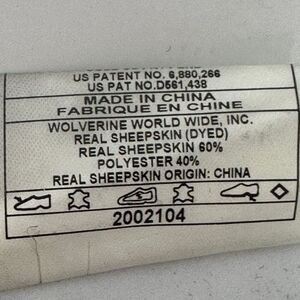 US PATENT NO. 6,880,266
US PAT NO.D561,438
MADE IN CHINA
FABRIQUE EN CHINE
WOLVERINE WORLD WIDE, INC.
REAL SHEEPSKIN (DYED)
REAL SHEEPSKIN 60%
POLYESTER 40%
REAL SHEEPSKIN ORIGIN: CHINA
2002104